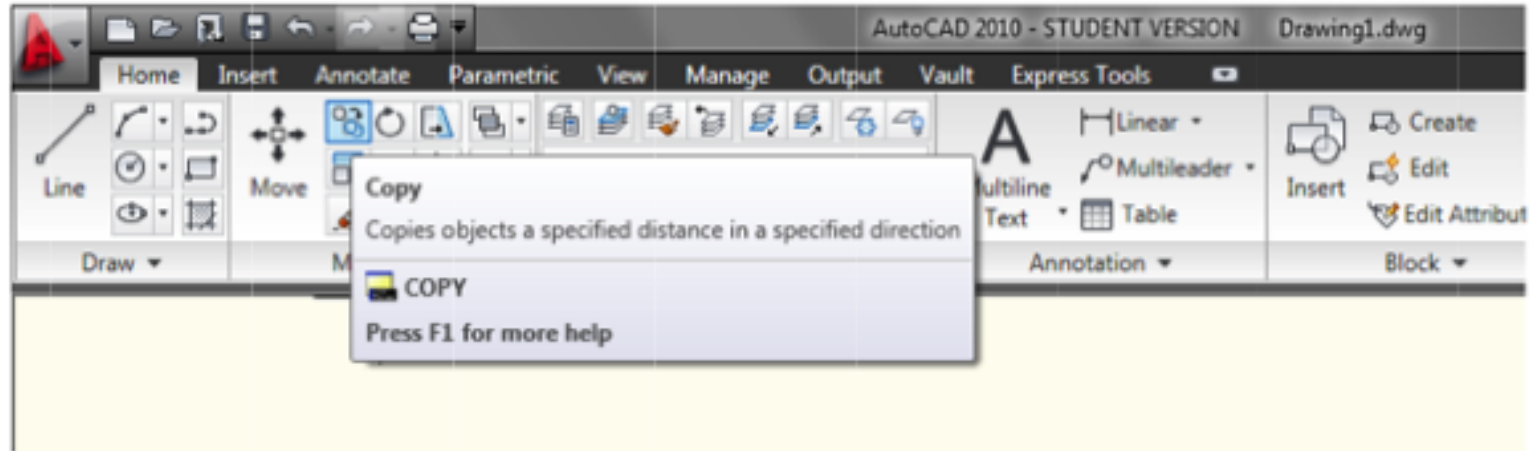 AutoCAD 2010 - STUDENT VERSION Drawing1.dwg
Home Insert Annotate Parametric View Manage Output Vault Express Tools
Linear
Create
Multileader
Edit
Line
Move
Text
Table
Insert
Edit Attribut
Copy
Copies objects a specified distance in a specified direction
COPY
Press F1 for more help
Draw
Annotation
Block